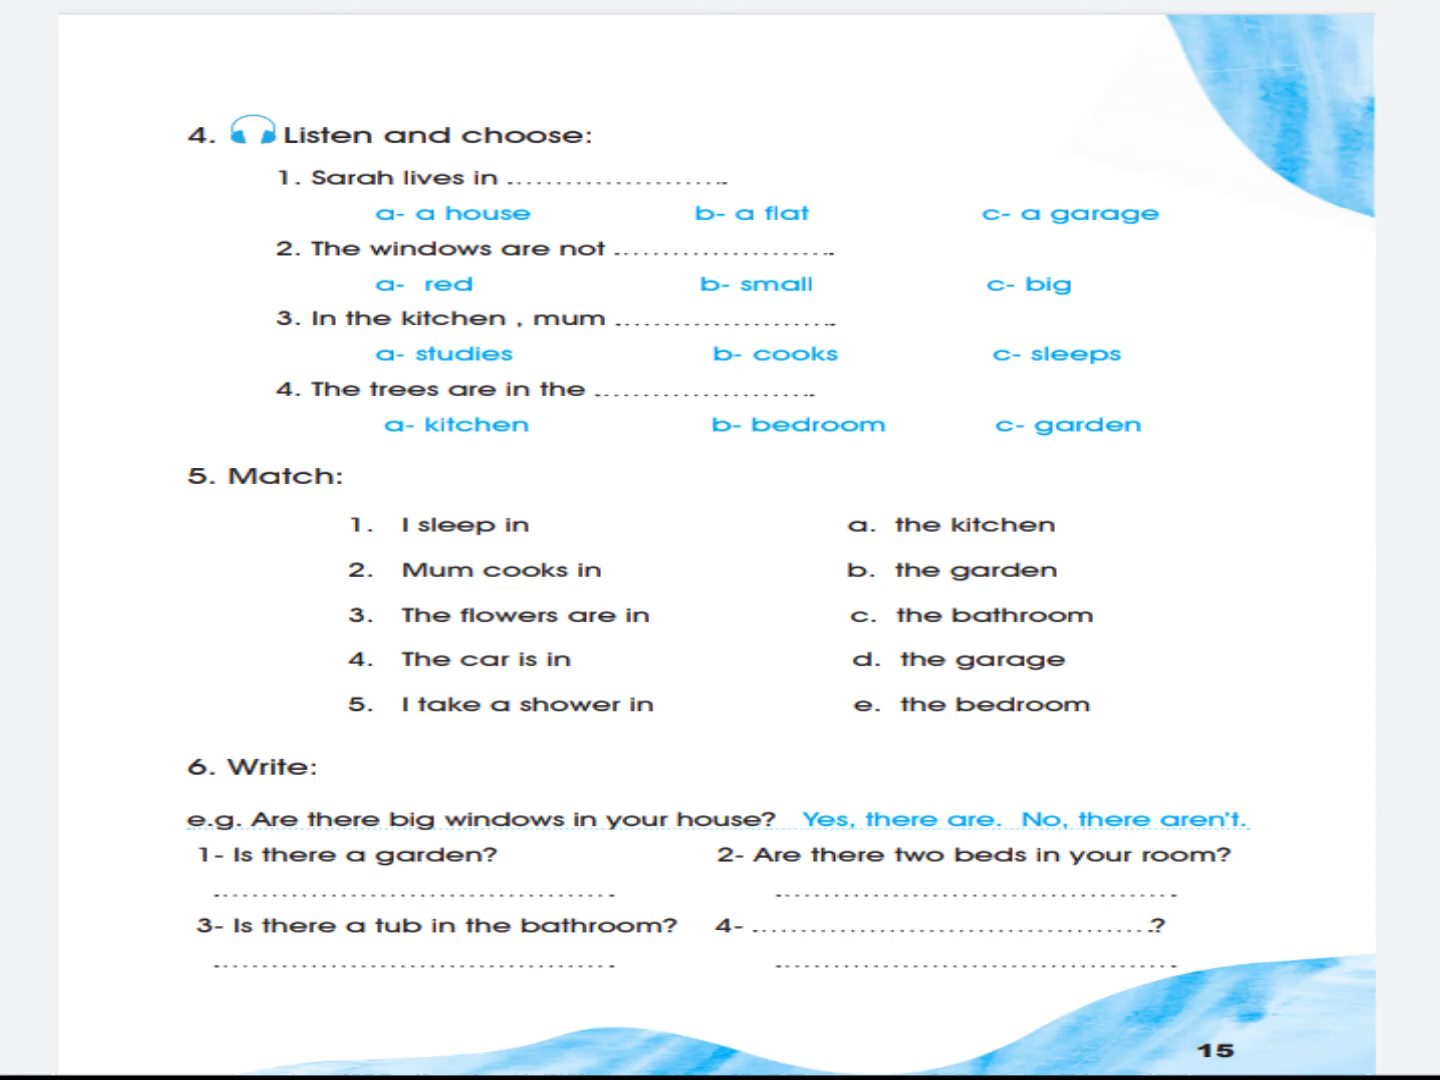 4. Listen and choose:
1. Sarah lives in .......................
a- a house b- a flat c- a garage
2. The windows are not .......................
a- red b- small c- big
3. In the kitchen , mum .......................
a- studies b- cooks c- sleeps
4. The trees are in the .......................
a- kitchen b- bedroom c- garden
5. Match:
1. I sleep in a. the kitchen
2. Mum cooks in b. the garden
3. The flowers are in c. the bathroom
4. The car is in d. the garage
5. I take a shower in e. the bedroom
6. Write:
e.g. Are there big windows in your house? Yes, there are. No, there aren't.
1- Is there a garden? 2- Are there two beds in your room?
.......................................... ..........................................
3- Is there a tub in the bathroom? 4- ..........................................?
.......................................... ..........................................
15